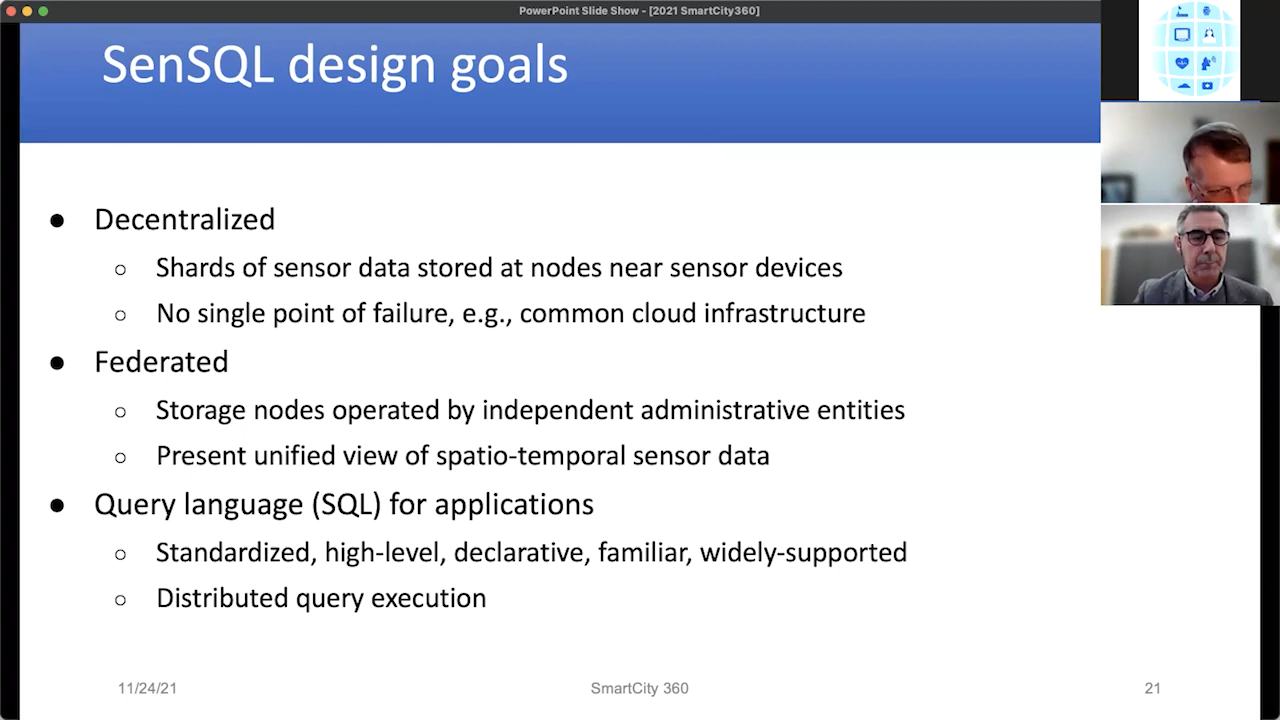 PowerPoint Slide Show - [2021 SmartCity360]
SenSQL design goals
● Decentralized
○ Shards of sensor data stored at nodes near sensor devices
○ No single point of failure, e.g., common cloud infrastructure
● Federated
○ Storage nodes operated by independent administrative entities
○ Present unified view of spatio-temporal sensor data
● Query language (SQL) for applications
○ Standardized, high-level, declarative, familiar, widely-supported
○ Distributed query execution
11/24/21
SmartCity 360
21